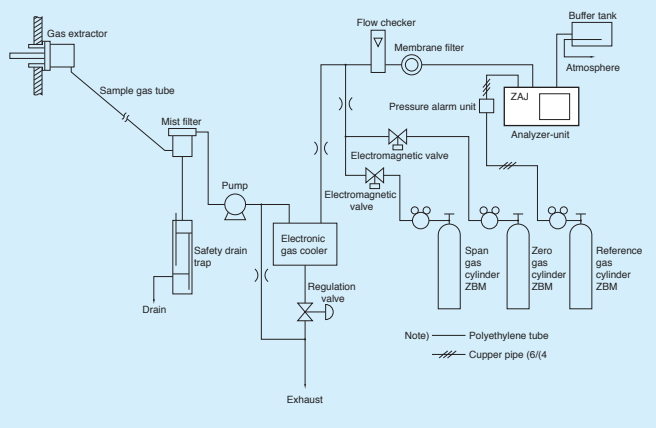 Flow checker
Buffer tank
Gas extractor
Membrane filter
Atmosphere
Sample gas tube
ZAJ
Pressure alarm unit
Mist filter
Analyzer-unit
Electromagnetic valve
Pump
Electromagnetic
valve
Electronic
gas cooler
Safety drain
trap
Span
gas
cylinder
ZBM
Zero
gas
cylinder
ZBM
Reference
gas
cylinder
ZBM
Regulation
valve
Drain
Note) Polyethylene tube
Cupper pipe (6/(4
Exhaust